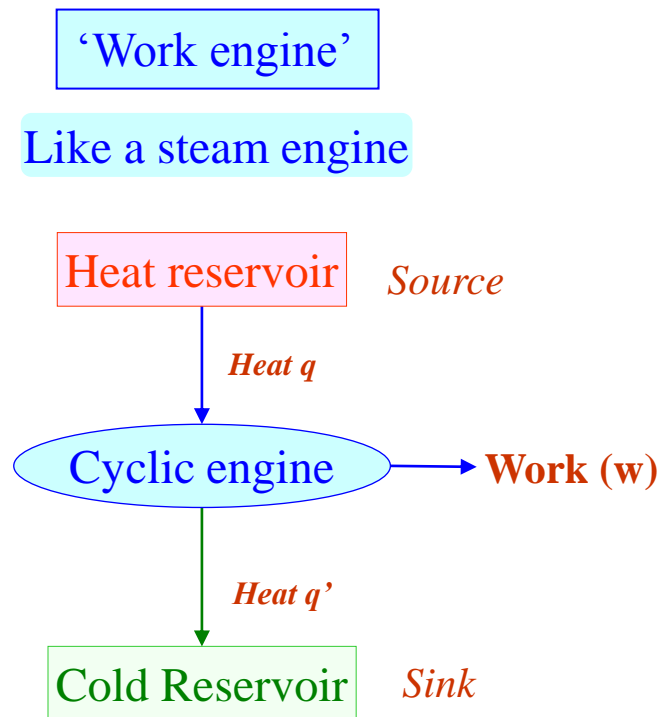 ‘Work engine’
Like a steam engine
Heat reservoir
Source
Heat q
Cyclic engine
Work (w)
Heat q’
Cold Reservoir
Sink